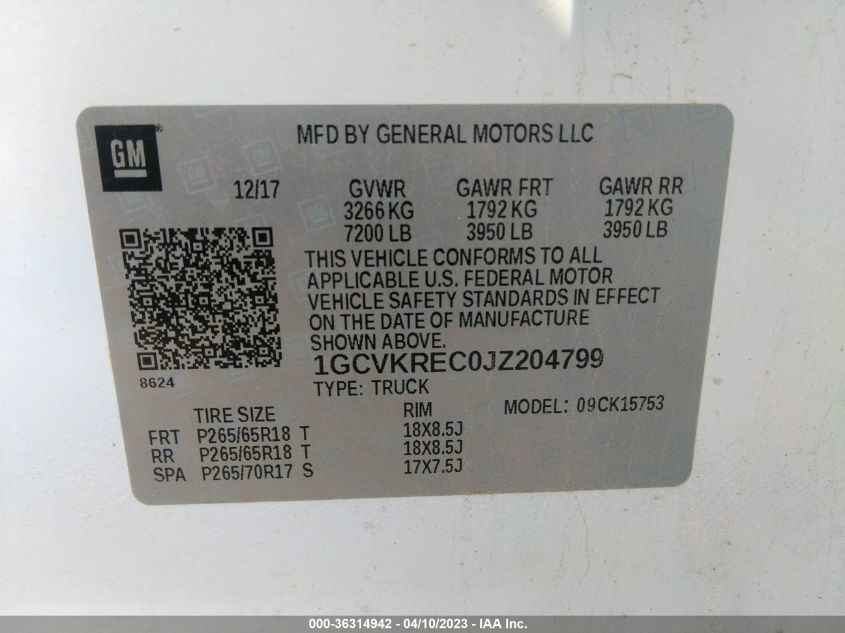 GM
MFD BY GENERAL MOTORS LLC
12/17 GVWR GAWR FRT GAWR RR
3266 KG 1792 KG 1792 KG
7200 LB 3950 LB 3950 LB
THIS VEHICLE CONFORMS TO ALL
APPLICABLE U.S. FEDERAL MOTOR
VEHICLE SAFETY STANDARDS IN EFFECT
ON THE DATE OF MANUFACTURE
SHOWN ABOVE.
1GCVKREC0JZ204799
8624
TYPE: TRUCK
TIRE SIZE RIM MODEL: 09CK15753
FRT P265/65R18 T 18X8.5J
RR P265/65R18 T 18X8.5J
SPA P265/70R17 S 17X7.5J
000-36314942 - 04/10/2023 - IAA Inc.